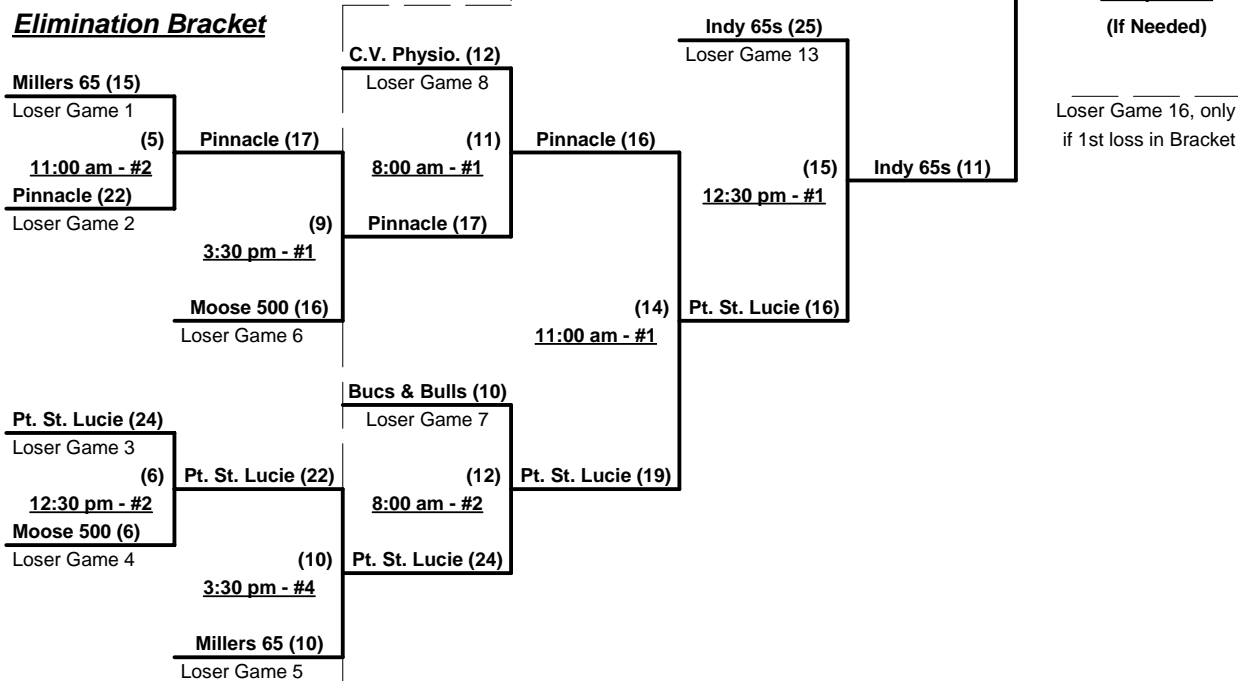 Elimination Bracket
(If Needed)
Indy 65s (25)
Loser Game 13
C.V. Physio. (12)
Loser Game 8
Millers 65 (15)
Loser Game 1
Loser Game 16, only
if 1st loss in Bracket
(5)
Pinnacle (17)
(11)
Pinnacle (16)
11:00 am - #2
8:00 am - #1
(15)
Indy 65s (11)
12:30 pm - #1
Pinnacle (22)
Loser Game 2
(9)
Pinnacle (17)
3:30 pm - #1
Moose 500 (16)
Loser Game 6
(14)
Pt. St. Lucie (16)
11:00 am - #1
Bucs & Bulls (10)
Loser Game 7
Pt. St. Lucie (24)
Loser Game 3
(6)
Pt. St. Lucie (22)
(12)
Pt. St. Lucie (19)
12:30 pm - #2
8:00 am - #2
Moose 500 (6)
Loser Game 4
(10)
Pt. St. Lucie (24)
3:30 pm - #4
Millers 65 (10)
Loser Game 5